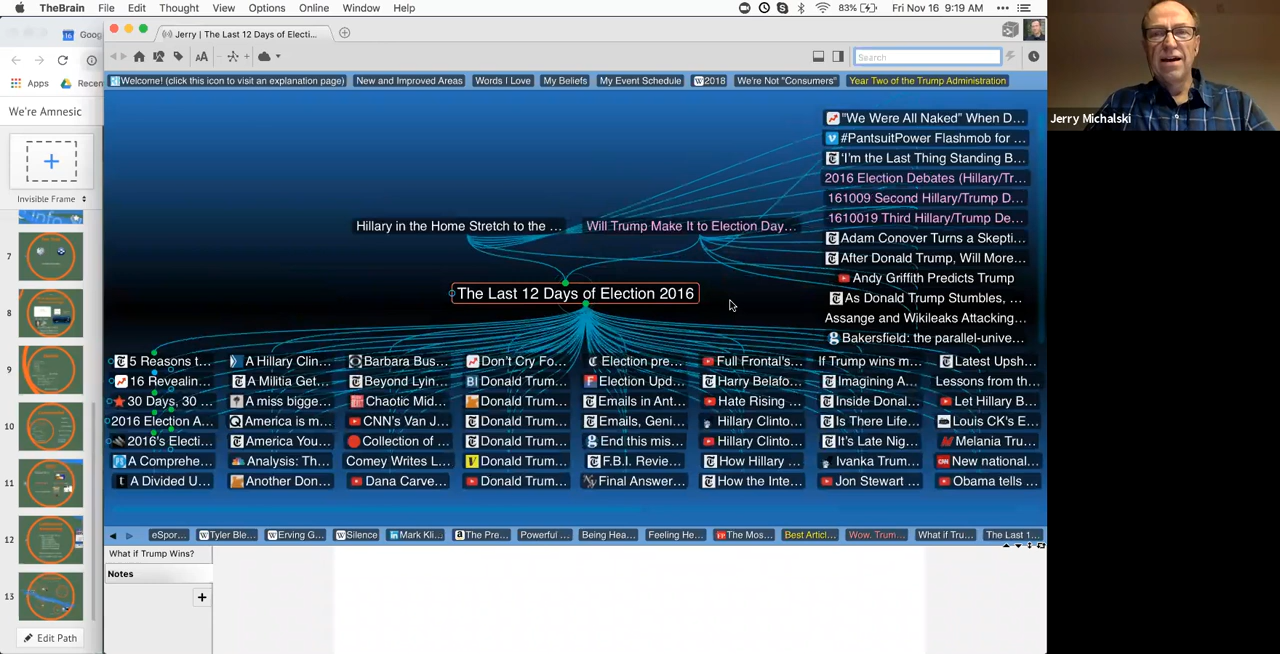 TheBrain File Edit Thought View Options Online Window Help 83% Fri Nov 16 9:19 AM
16 Goog
Jerry | The Last 12 Days of Electi...
Apps Recen
AA
Search
Welcome! (click this icon to visit an explanation page) New and Improved Areas Words I Love My Beliefs My Event Schedule 2018 We're Not "Consumers" Year Two of the Trump Administration
We're Amnesic
Invisible Frame
7
8
9
10
11
12
13
Edit Path
"We Were All Naked" When D...
#PantsuitPower Flashmob for ...
'I'm the Last Thing Standing B...
2016 Election Debates (Hillary/Tr...
161009 Second Hillary/Trump D...
1610019 Third Hillary/Trump De...
Adam Conover Turns a Skepti...
After Donald Trump, Will More...
Andy Griffith Predicts Trump
As Donald Trump Stumbles, ...
Assange and Wikileaks Attacking...
Bakersfield: the parallel-unive...
Hillary in the Home Stretch to the ... Will Trump Make It to Election Day...
The Last 12 Days of Election 2016
5 Reasons t... A Hillary Clin... Barbara Bus... Don't Cry Fo... Election pre... Full Frontal's... If Trump wins m... Latest Upsh...
16 Revealin... A Militia Get... Beyond Lyin... Donald Trum... Election Upd... Harry Belafo... Imagining A... Lessons from th...
30 Days, 30 ... A miss bigge... Chaotic Mid... Donald Trum... Emails in Ant... Hate Rising ... Inside Donal... Let Hillary B...
2016 Election A... America is m... CNN's Van J... Donald Trum... Emails, Geni... Hillary Clinto... Is There Life... Louis CK's E...
2016's Electi... America You... Collection of ... Donald Trum... End this mis... Hillary Clinto... It's Late Nig... Melania Tru...
A Comprehe... Analysis: Th... Comey Writes L... Donald Trum... F.B.I. Revie... How Hillary ... Ivanka Trum... New national...
A Divided U... Another Don... Dana Carve... Donald Trum... Final Answer... How the Inte... Jon Stewart ... Obama tells ...
eSpor... Tyler Ble... Erving G... Silence Mark Kli... The Pre... Powerful ... Being Hea... Feeling He... The Mos... Best Articl... Wow. Trum... What if Tru... The Last 1...
What if Trump Wins?
Notes
Jerry Michalski